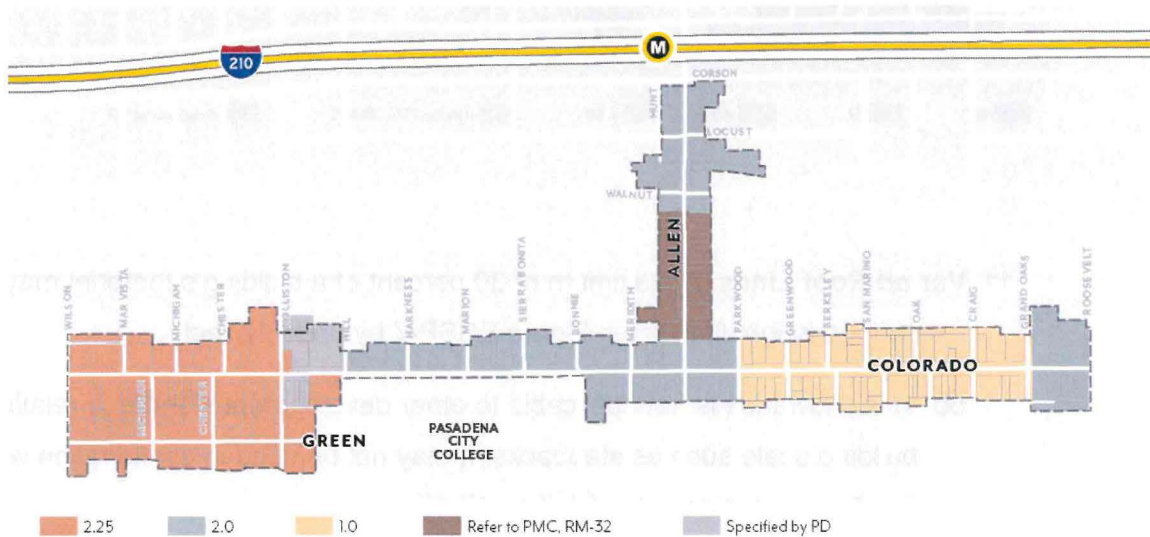 M
210
CORSON
HUNT
LOCUST
WALNUT
ALLEN
WILSON
MAR VISTA
MICHIGAN
CHESTER
HOLLISTON
HILL
HARKNESS
MARION
SIERRA BONITA
BONNIE
MEREDITH
PARKWOOD
GREENWOOD
BERKELEY
SAN MARINO
OAK
CRAIG
GRAND OAKS
ROOSEVELT
COLORADO
MICHIGAN
CHESTER
GREEN
PASADENA
CITY
COLLEGE
2.25
2.0
1.0
Refer to PMC, RM-32
Specified by PD